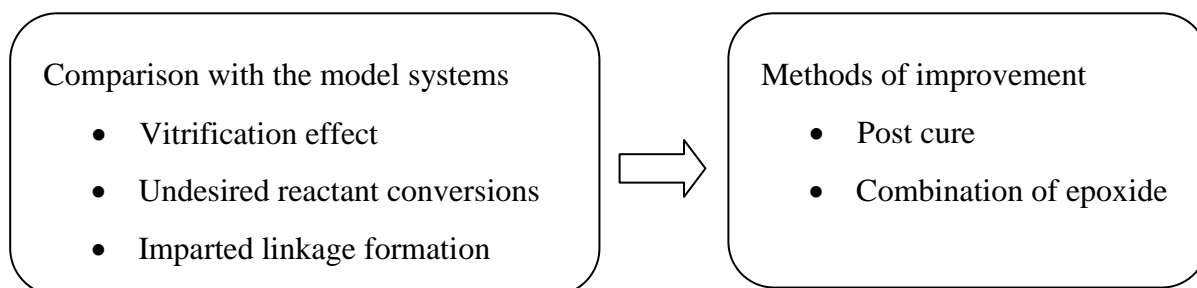 Comparison with the model systems
• Vitrification effect
• Undesired reactant conversions
• Imparted linkage formation
Methods of improvement
• Post cure
• Combination of epoxide